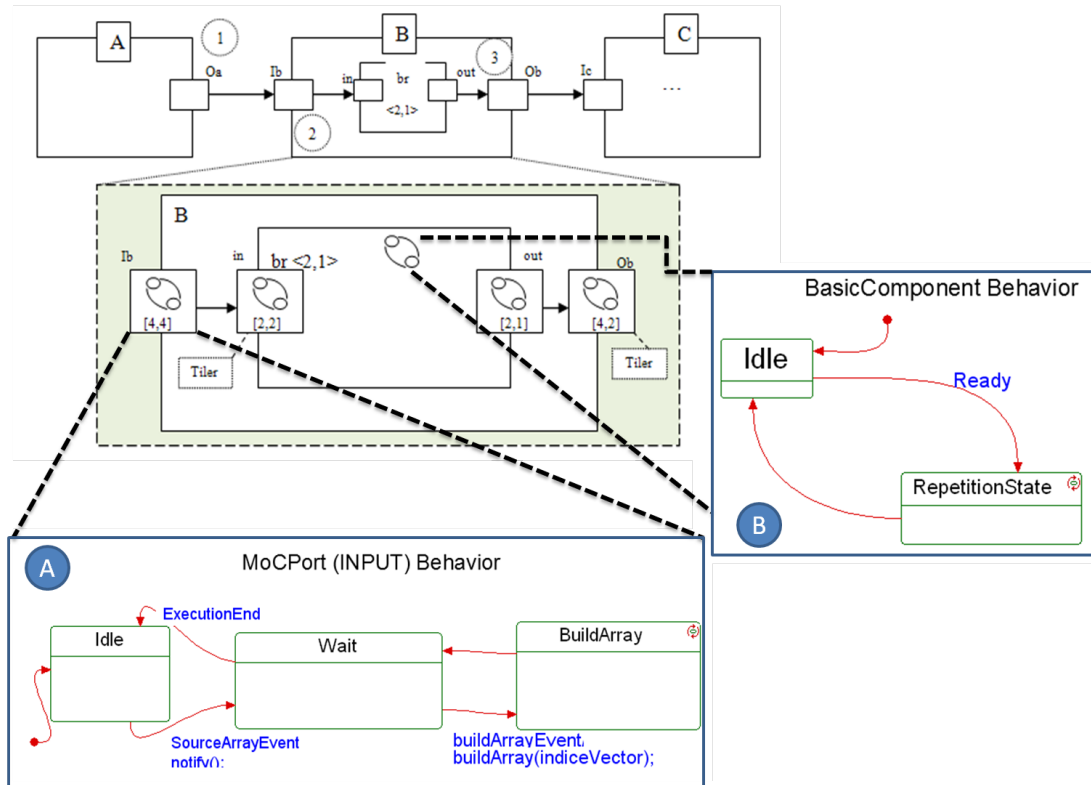 A
1
B
C
Oa
Ib
in
br
out
3
Ob
Ic
...
<2,1>
2
B
Ib
in
br <2,1>
out
Ob
[4,4]
[2,2]
[2,1]
[4,2]
Tiler
Tiler
BasicComponent Behavior
Idle
Ready
RepetitionState
B
A
MoCPort (INPUT) Behavior
ExecutionEnd
Idle
Wait
BuildArray
SourceArrayEvent
notify();
buildArrayEvent/
buildArray(indiceVector);